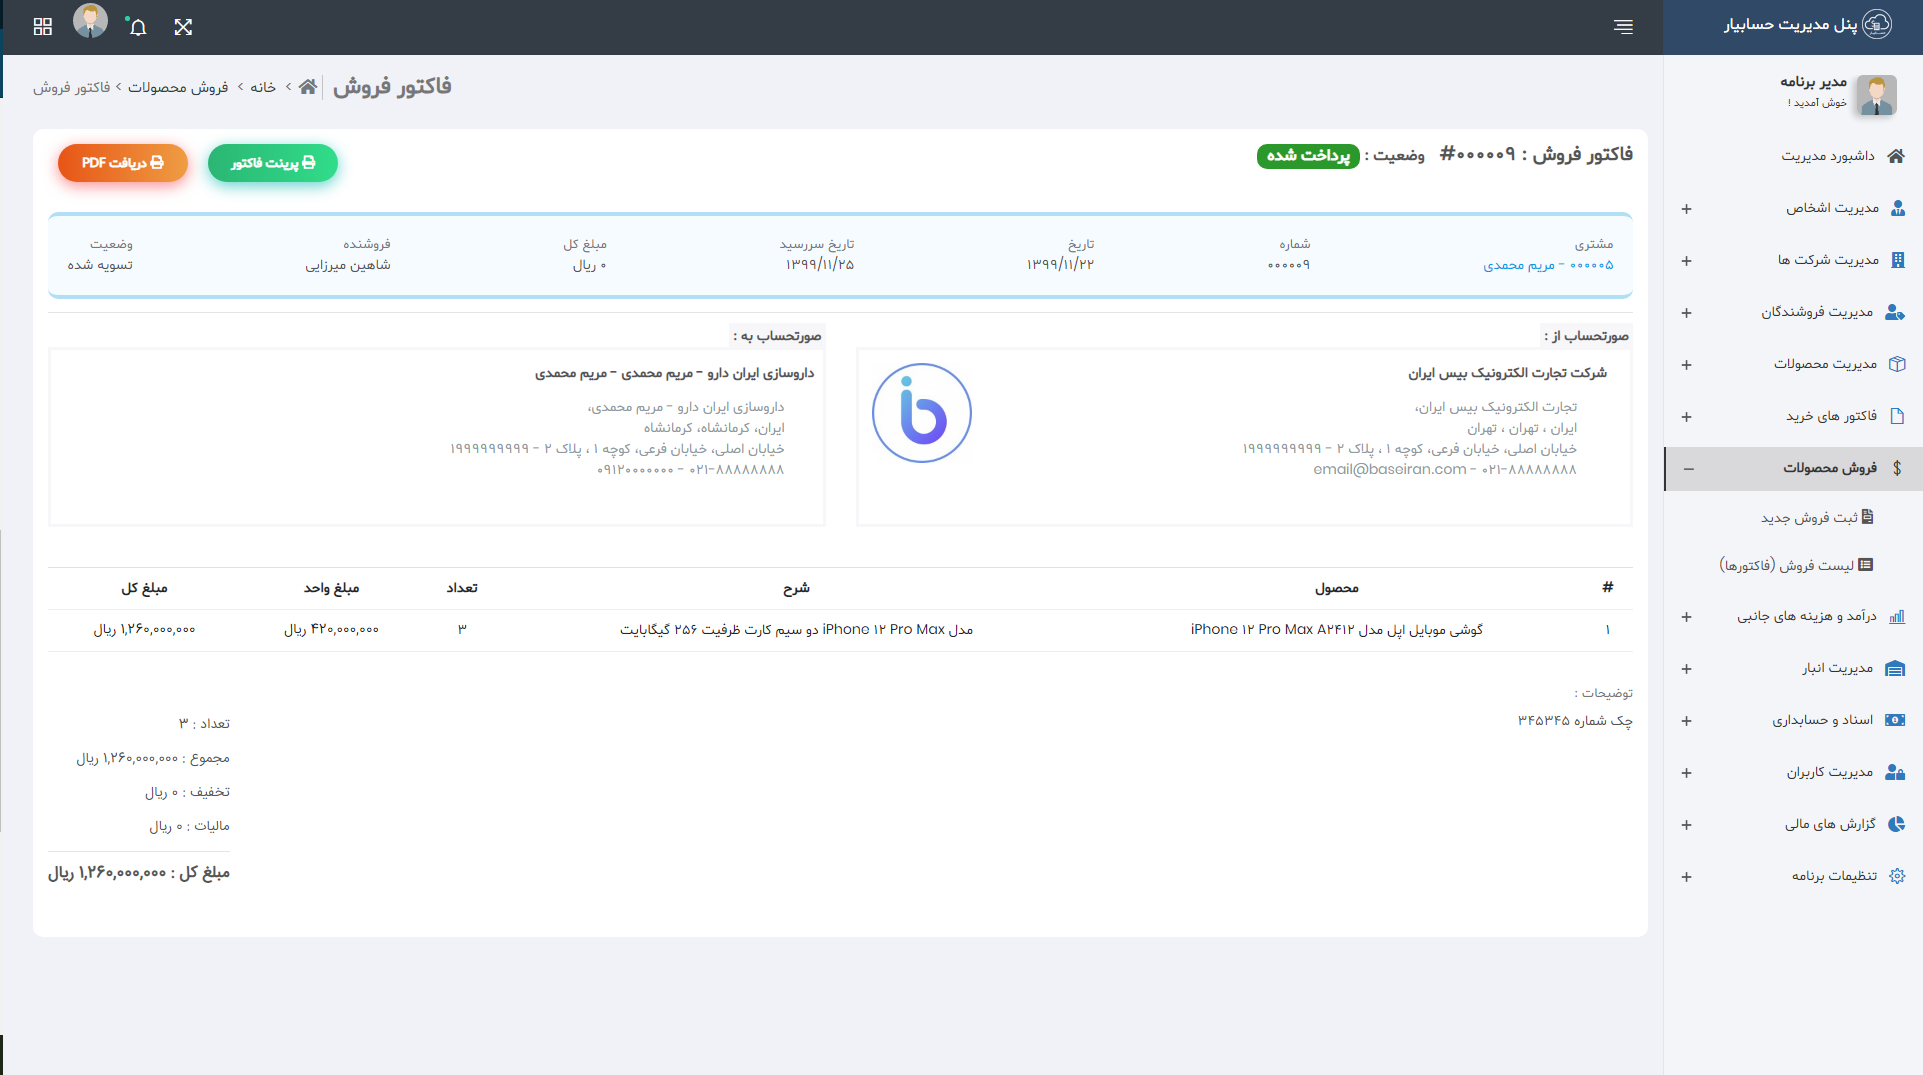 پنل مدیریت حسابیار
مدیر برنامه
خوش آمدید !
داشبورد مدیریت
مدیریت اشخاص
مدیریت شرکت ها
مدیریت فروشندگان
مدیریت محصولات
فاکتور های خرید
فروش محصولات
ثبت فروش جدید
لیست فروش (فاکتورها)
درآمد و هزینه های جانبی
مدیریت انبار
اسناد و حسابداری
مدیریت کاربران
گزارش های مالی
تنظیمات برنامه
فاکتور فروش
خانه > فروش محصولات > فاکتور فروش
فاکتور فروش : ۰۰۰۰۰۹# وضعیت : پرداخت شده
پرینت فاکتور
دریافت PDF
مشتری شماره تاریخ تاریخ سررسید مبلغ کل فروشنده وضعیت
۰۰۰۰۰۵ - مریم محمدی ۰۰۰۰۰۹ ۱۳۹۹/۱۱/۲۲ ۱۳۹۹/۱۱/۲۵ ۰ ریال شاهین میرزایی تسویه شده
صورتحساب از :
شرکت تجارت الکترونیک بیس ایران
تجارت الکترونیک بیس ایران،
ایران ، تهران ، تهران
خیابان اصلی، خیابان فرعی، کوچه ۱ ، پلاک ۲ - ۱۹۹۹۹۹۹۹۹۹
۰۲۱-۸۸۸۸۸۸۸۸ - email@baseiran.com
صورتحساب به :
داروسازی ایران دارو - مریم محمدی - مریم محمدی
داروسازی ایران دارو - مریم محمدی،
ایران، کرمانشاه، کرمانشاه
خیابان اصلی، خیابان فرعی، کوچه ۱ ، پلاک ۲ - ۱۹۹۹۹۹۹۹۹۹
۰۲۱-۸۸۸۸۸۸۸۸ - ۰۹۱۲۰۰۰۰۰۰۰
# محصول شرح تعداد مبلغ واحد مبلغ کل
۱ گوشی موبایل اپل مدل iPhone ۱۲ Pro Max A۲۴۱۲ مدل iPhone ۱۲ Pro Max دو سیم کارت ظرفیت ۲۵۶ گیگابایت ۳ ۴۲۰,۰۰۰,۰۰۰ ریال ۱,۲۶۰,۰۰۰,۰۰۰ ریال
توضیحات :
چک شماره ۳۴۵۳۴۵
تعداد : ۳
مجموع : ۱,۲۶۰,۰۰۰,۰۰۰ ریال
تخفیف : ۰ ریال
مالیات : ۰ ریال
مبلغ کل : ۱,۲۶۰,۰۰۰,۰۰۰ ریال